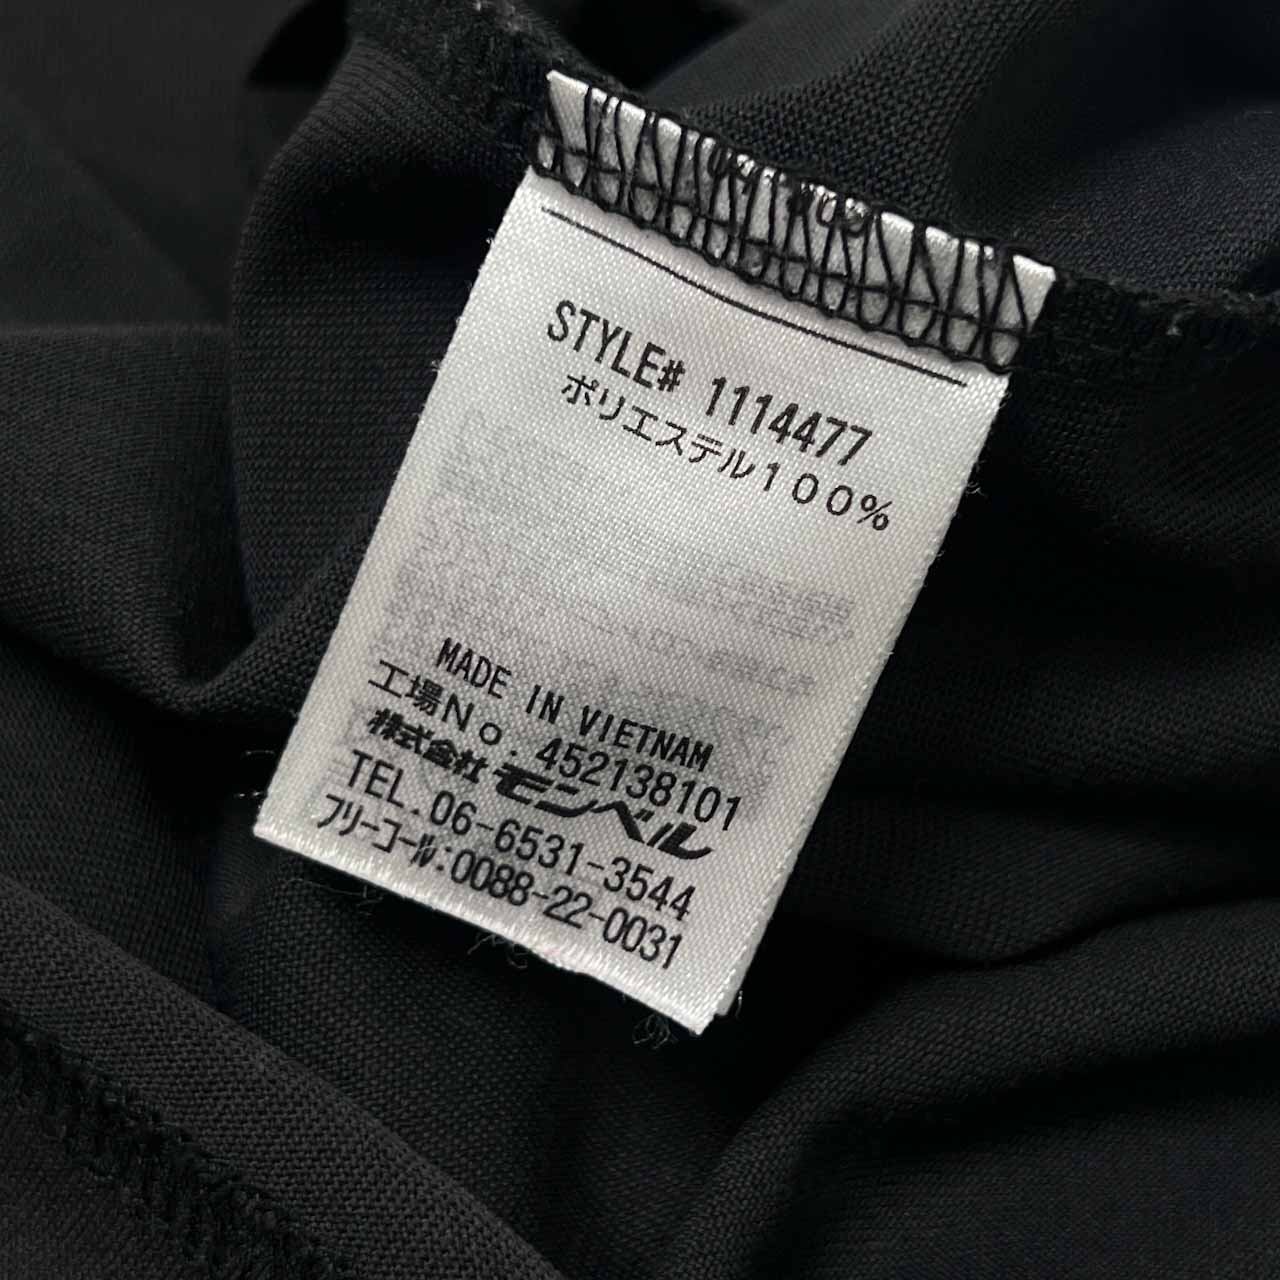 STYLE# 1114477
ポリエステル100%
MADE IN VIETNAM
工場No. 452138101
株式会社モンベル
TEL. 06-6531-3544
フリーコール:0088-22-0031